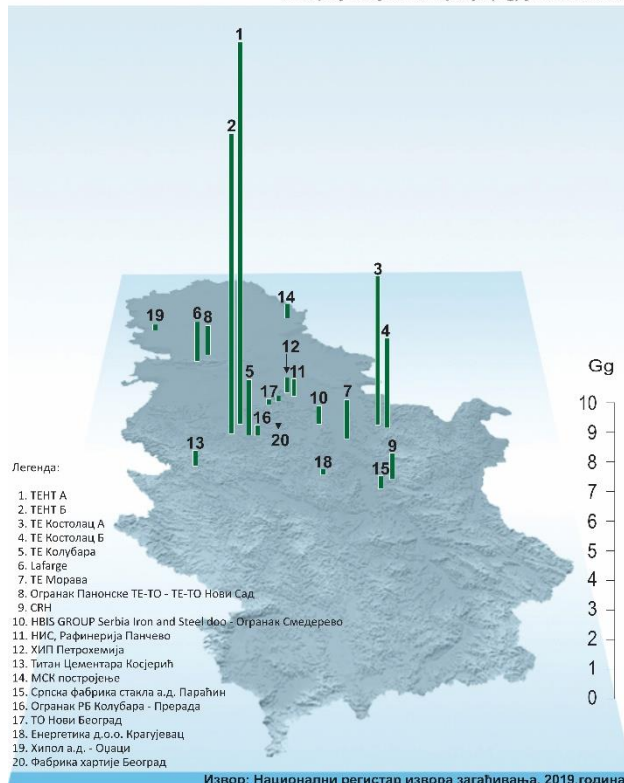 1
2
3
4
14
19
6
8
12
11
5
17
10
7
16
20
13
9
18
15
Gg
10
9
8
7
6
5
4
3
2
1
0
Легенда:
1. ТЕНТ А
2. ТЕНТ Б
3. ТЕ Костолац А
4. ТЕ Костолац Б
5. ТЕ Колубара
6. Lafarge
7. ТЕ Морава
8. Огранак Панонске ТЕ-ТО - ТЕ-ТО Нови Сад
9. CRH
10. HBIS GROUP Serbia Iron and Steel doo - Огранак Смедерево
11. НИС, Рафинерија Панчево
12. ХИП Петрохемија
13. Титан Цементара Косјерић
14. МСК постројење
15. Српска фабрика стакла а.д. Параћин
16. Огранак РБ Колубара - Прерада
17. ТО Нови Београд
18. Енергетика д.о.о. Крагујевац
19. Хипол а.д. - Оџаци
20. Фабрика хартије Београд
Извор: Национални регистар извора загађивања, 2019 година